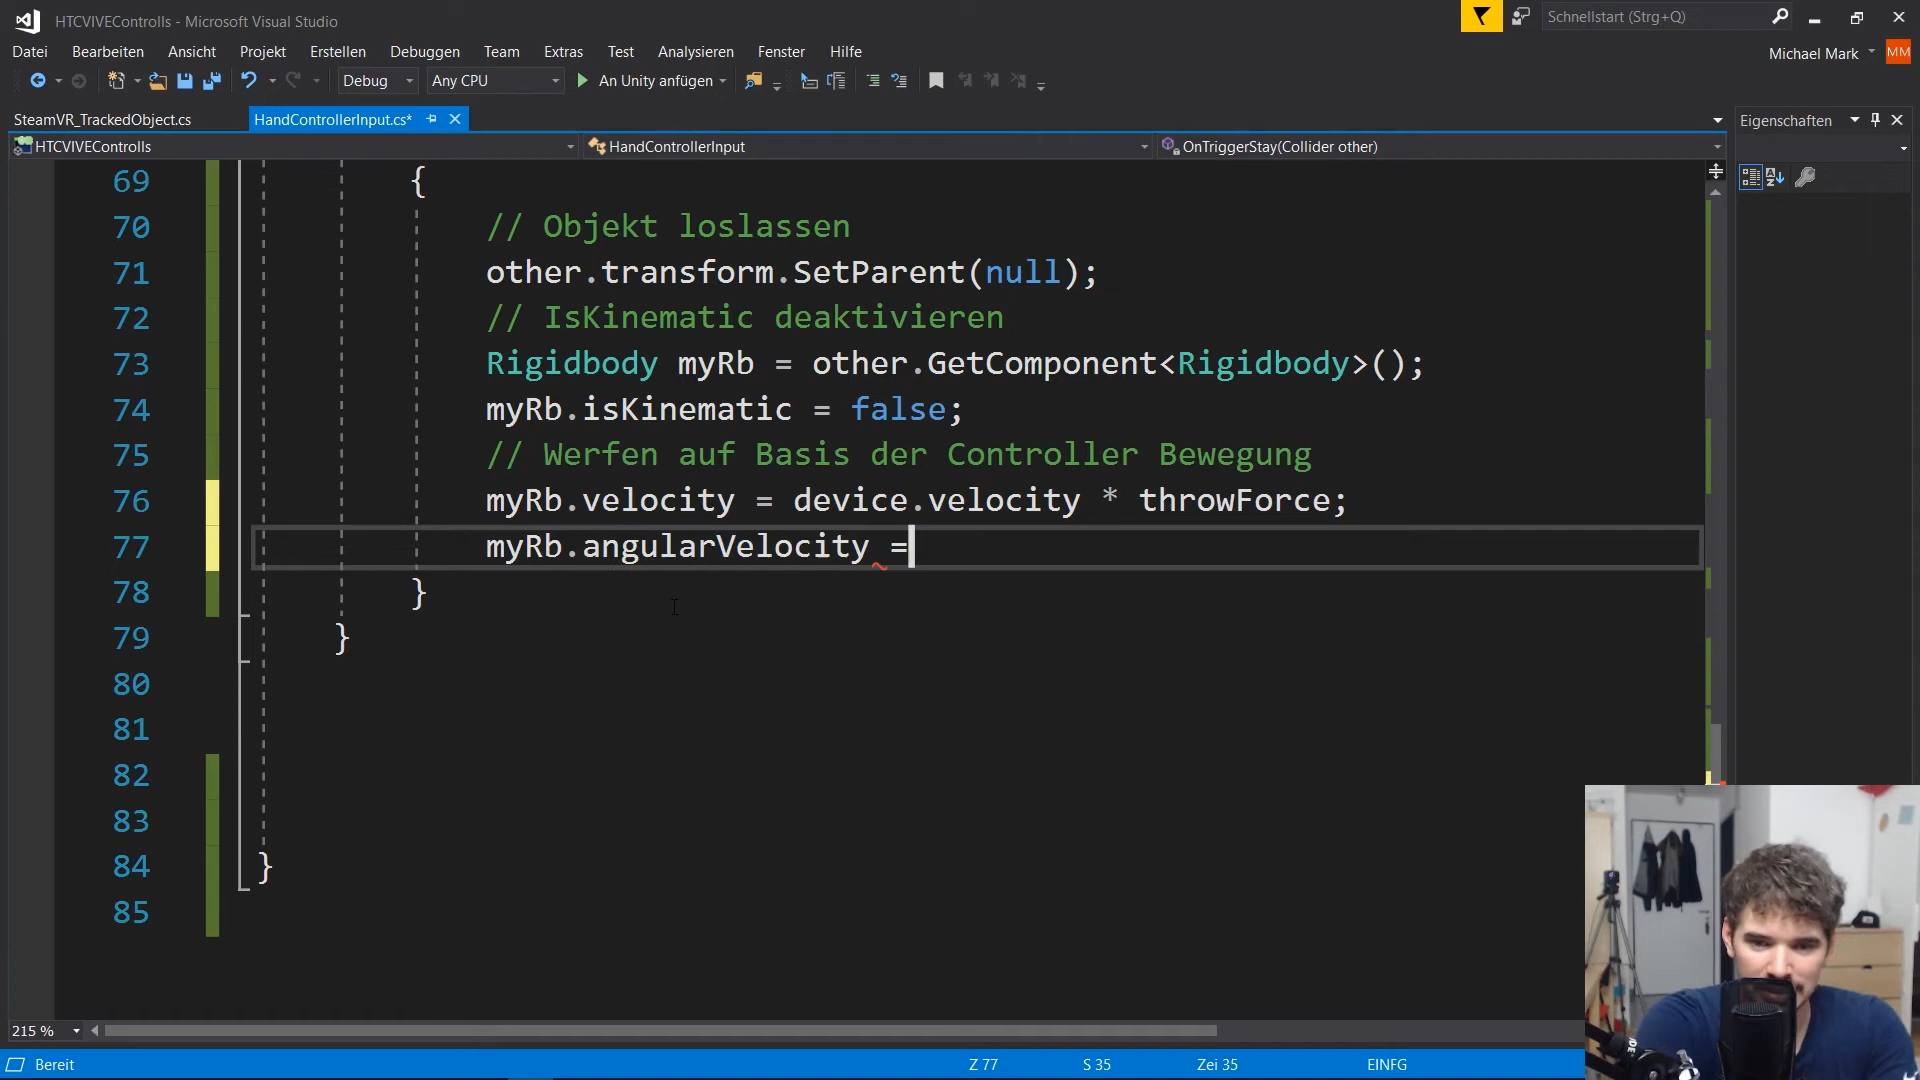 HTCVIVEControlls - Microsoft Visual Studio
Schnellstart (Strg+Q)
Datei Bearbeiten Ansicht Projekt Erstellen Debuggen Team Extras Test Analysieren Fenster Hilfe
Michael Mark MM
Debug Any CPU An Unity anfügen
SteamVR_TrackedObject.cs HandControllerInput.cs*
Eigenschaften
HTCVIVEControlls HandControllerInput OnTriggerStay(Collider other)
69 {
70 // Objekt loslassen
71 other.transform.SetParent(null);
72 // IsKinematic deaktivieren
73 Rigidbody myRb = other.GetComponent<Rigidbody>();
74 myRb.isKinematic = false;
75 // Werfen auf Basis der Controller Bewegung
76 myRb.velocity = device.velocity * throwForce;
77 myRb.angularVelocity =
78 }
79 }
80
81
82
83
84 }
85
215 %
Bereit Z 77 S 35 Zei 35 EINFG